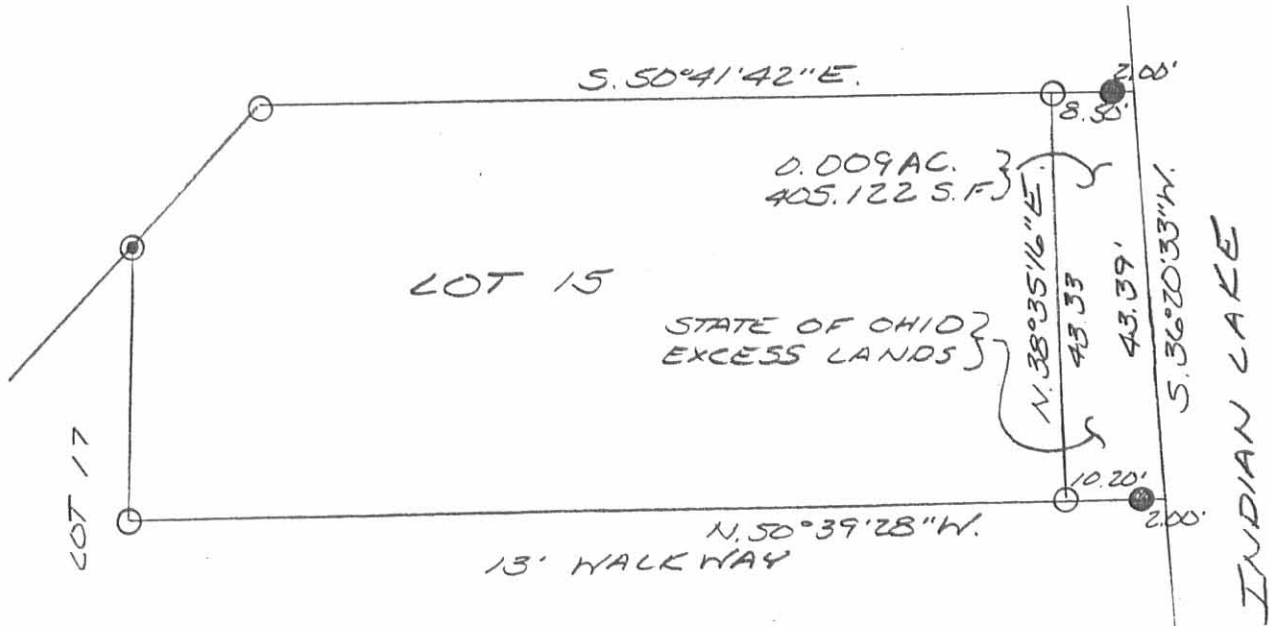 S. 50°41'42"E.
2.00'
8.50'
0.009 AC.
405.122 S.F.
N. 38°35'16"E.
43.33
43.39'
S. 36°20'33"W.
INDIAN LAKE
LOT 15
STATE OF OHIO
EXCESS LANDS
10.20'
2.00'
LOT 17
N. 50°39'28"W.
13' WALKWAY